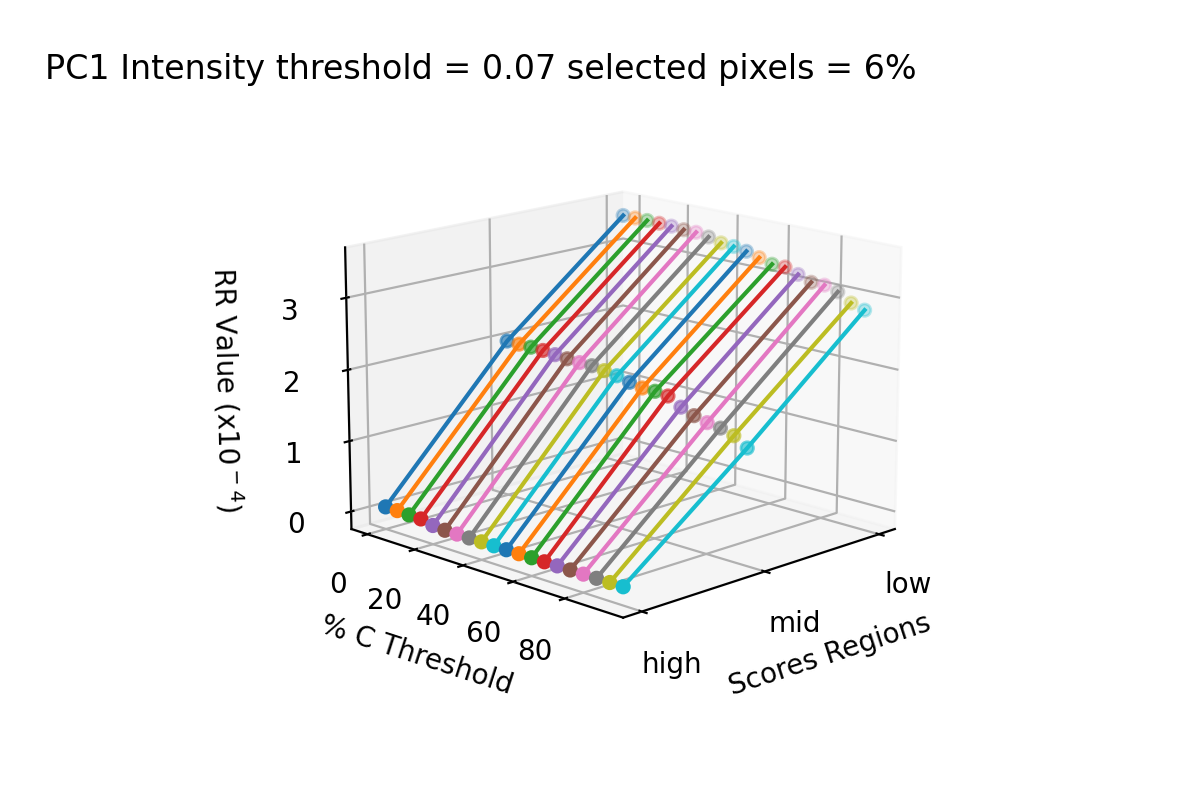 PC1 Intensity threshold = 0.07 selected pixels = 6%
RR Value (x10⁻⁴)
3
2
1
0
0
20
40
60
80
% C Threshold
high
mid
low
Scores Regions